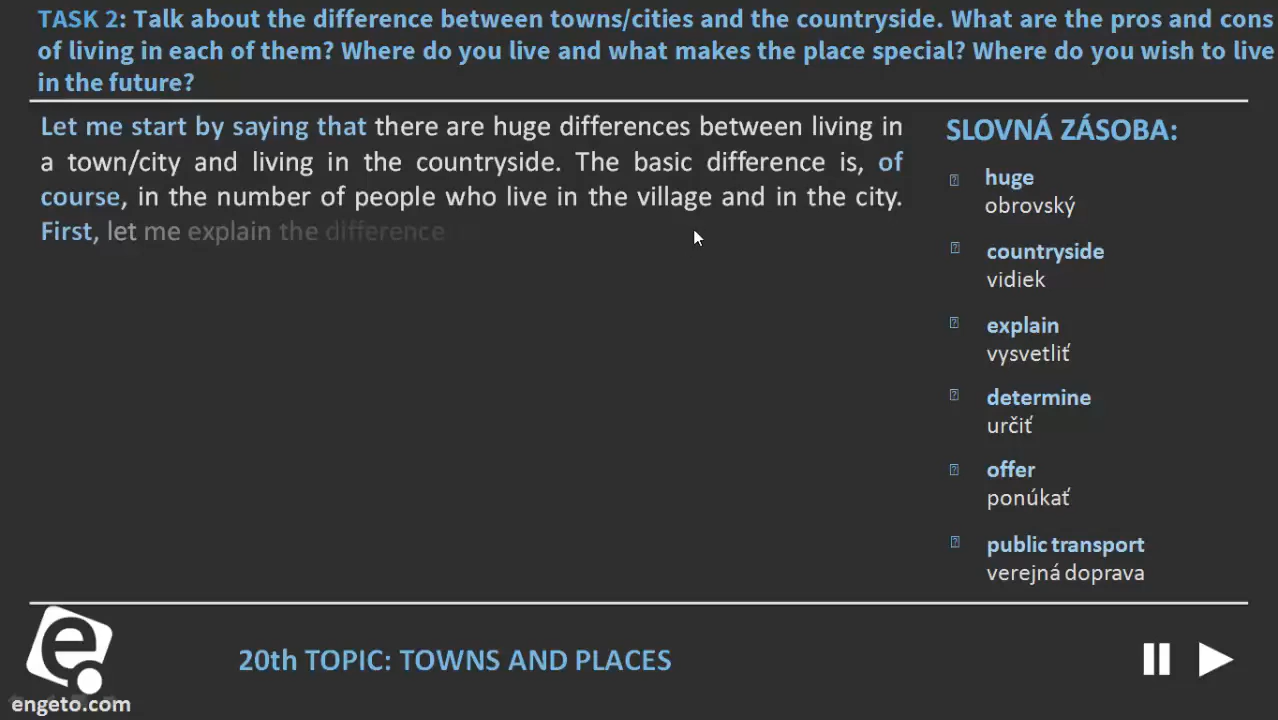 TASK 2: Talk about the difference between towns/cities and the countryside. What are the pros and cons
of living in each of them? Where do you live and what makes the place special? Where do you wish to live
in the future?
Let me start by saying that there are huge differences between living in
a town/city and living in the countryside. The basic difference is, of
course, in the number of people who live in the village and in the city.
First, let me explain the difference
SLOVNÁ ZÁSOBA:
huge
obrovský
countryside
vidiek
explain
vysvetliť
determine
určiť
offer
ponúkať
public transport
verejná doprava
e
engeto.com
20th TOPIC: TOWNS AND PLACES